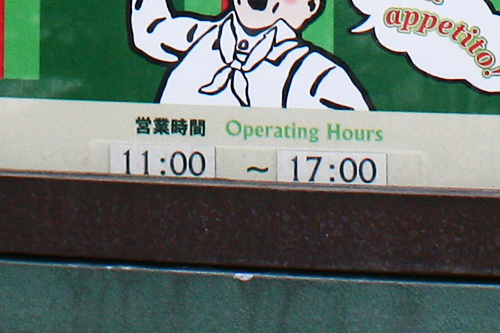 appetito!
営業時間 Operating Hours
11:00 ~ 17:00